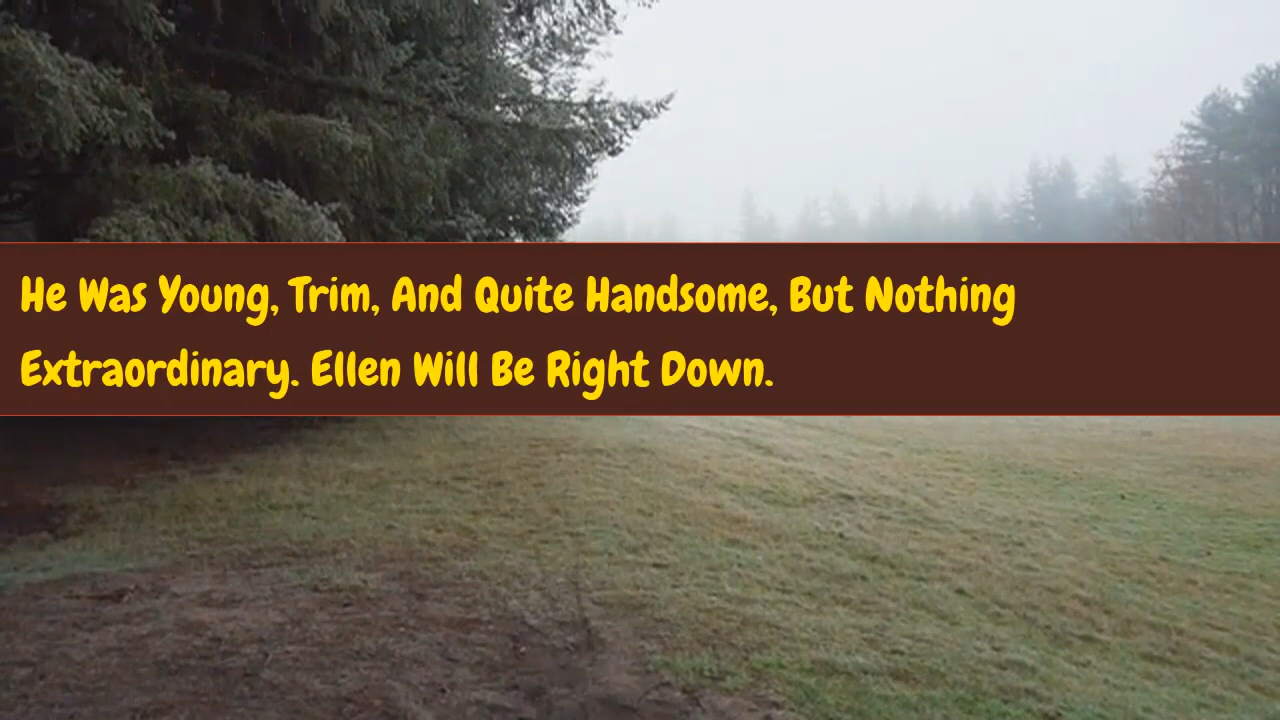 He Was Young, Trim, And Quite Handsome, But Nothing
Extraordinary. Ellen Will Be Right Down.